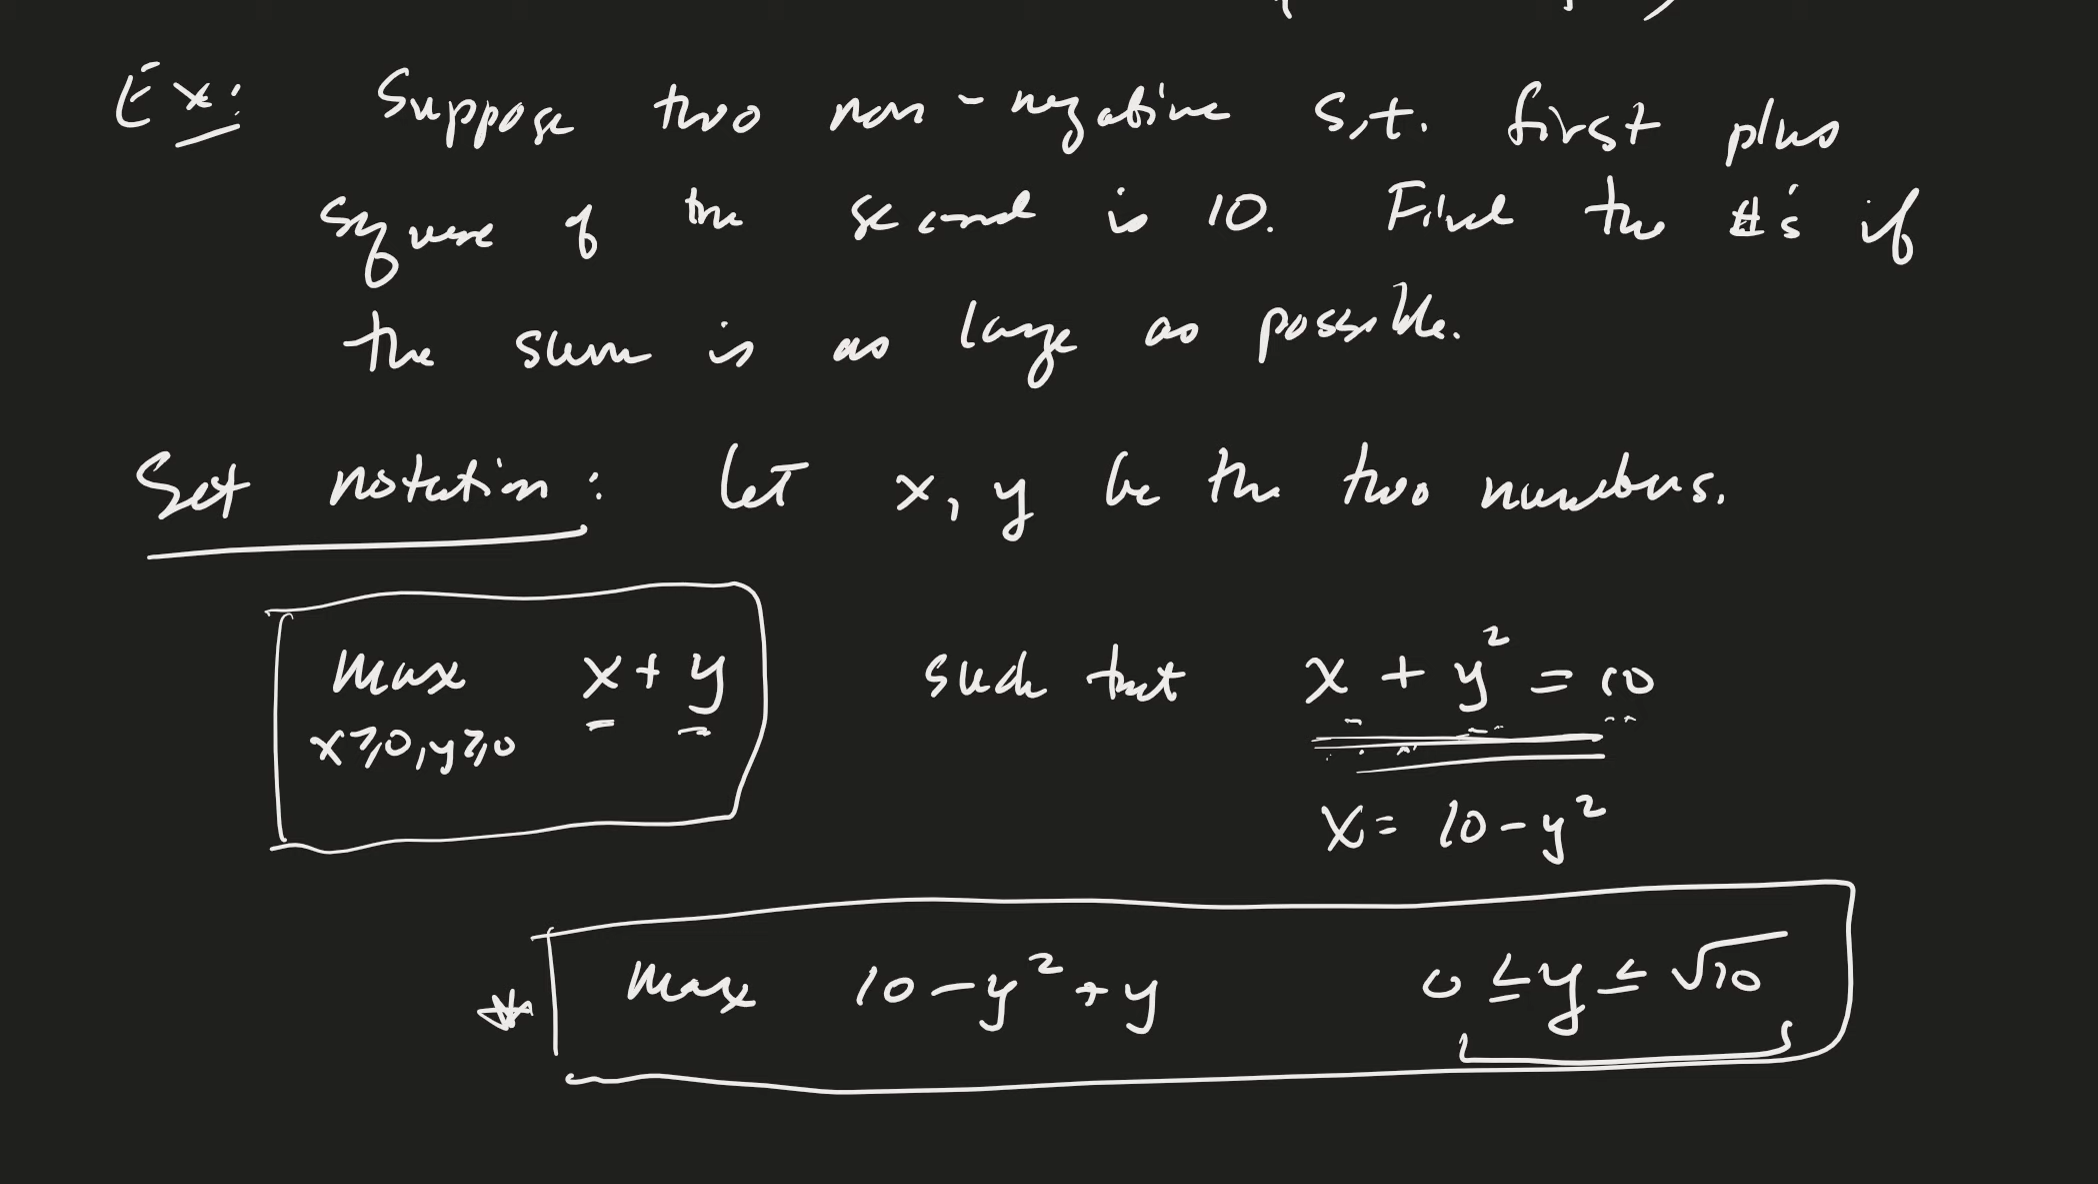 Ex: Suppose two non-negative s.t. first plus
square of the second is 10. Find the #'s if
the sum is as large as possible.
Set notation: Let x, y be the two numbers.
max x + y such that x + y² = 10
x ≥ 0, y ≥ 0
x = 10 - y²
* max 10 - y² + y 0 ≤ y ≤ √10